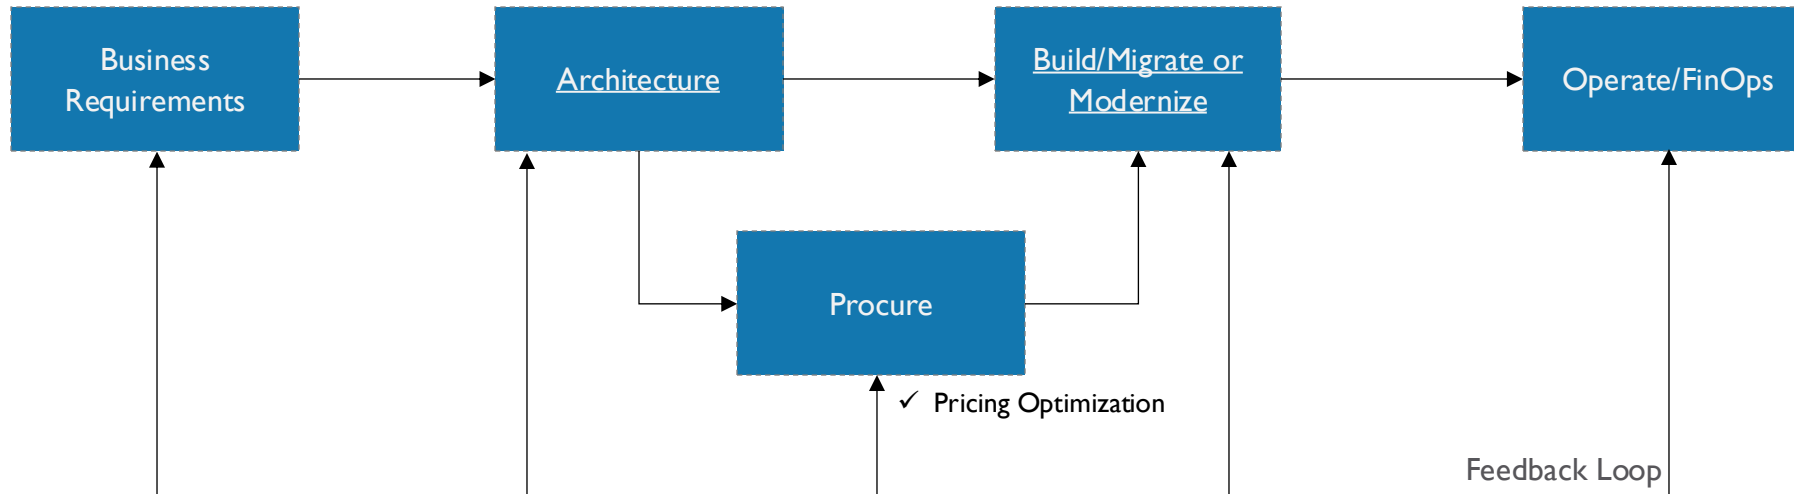 Business
Requirements
Architecture
Build/Migrate or
Modernize
Operate/FinOps
Procure
✓ Pricing Optimization
Feedback Loop